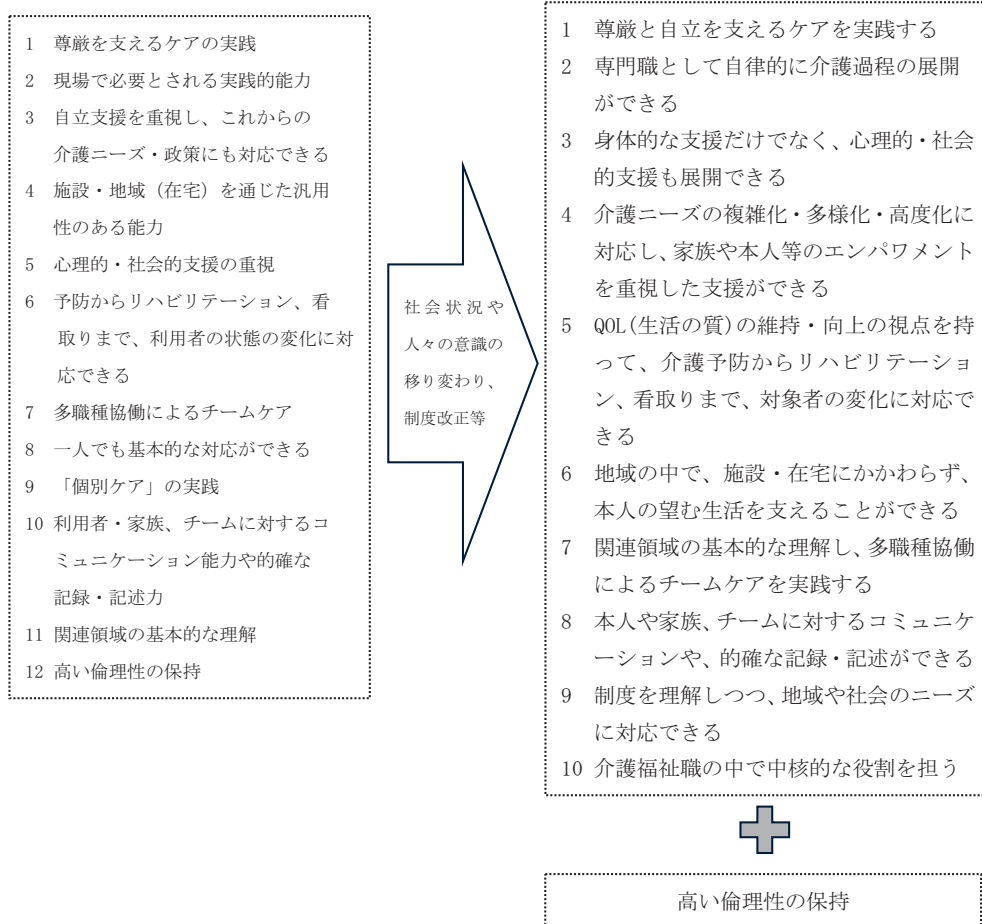 1 尊厳を支えるケアの実践
2 現場で必要とされる実践的能力
3 自立支援を重視し、これからの
介護ニーズ・政策にも対応できる
4 施設・地域（在宅）を通じた汎用
性のある能力
5 心理的・社会的支援の重視
6 予防からリハビリテーション、看
取りまで、利用者の状態の変化に対
応できる
7 多職種協働によるチームケア
8 一人でも基本的な対応ができる
9 「個別ケア」の実践
10 利用者・家族、チームに対するコ
ミュニケーション能力や的確な
記録・記述力
11 関連領域の基本的な理解
12 高い倫理性の保持
社会状況や
人々の意識の
移り変わり、
制度改正等
1 尊厳と自立を支えるケアを実践する
2 専門職として自律的に介護過程の展開
ができる
3 身体的な支援だけでなく、心理的・社会
的支援も展開できる
4 介護ニーズの複雑化・多様化・高度化に
対応し、家族や本人等のエンパワメント
を重視した支援ができる
5 QOL(生活の質)の維持・向上の視点を持
って、介護予防からリハビリテーショ
ン、看取りまで、対象者の変化に対応で
きる
6 地域の中で、施設・在宅にかかわらず、
本人の望む生活を支えることができる
7 関連領域の基本的な理解し、多職種協働
によるチームケアを実践する
8 本人や家族、チームに対するコミュニケ
ーションや、的確な記録・記述ができる
9 制度を理解しつつ、地域や社会のニーズ
に対応できる
10 介護福祉職の中で中核的な役割を担う
高い倫理性の保持